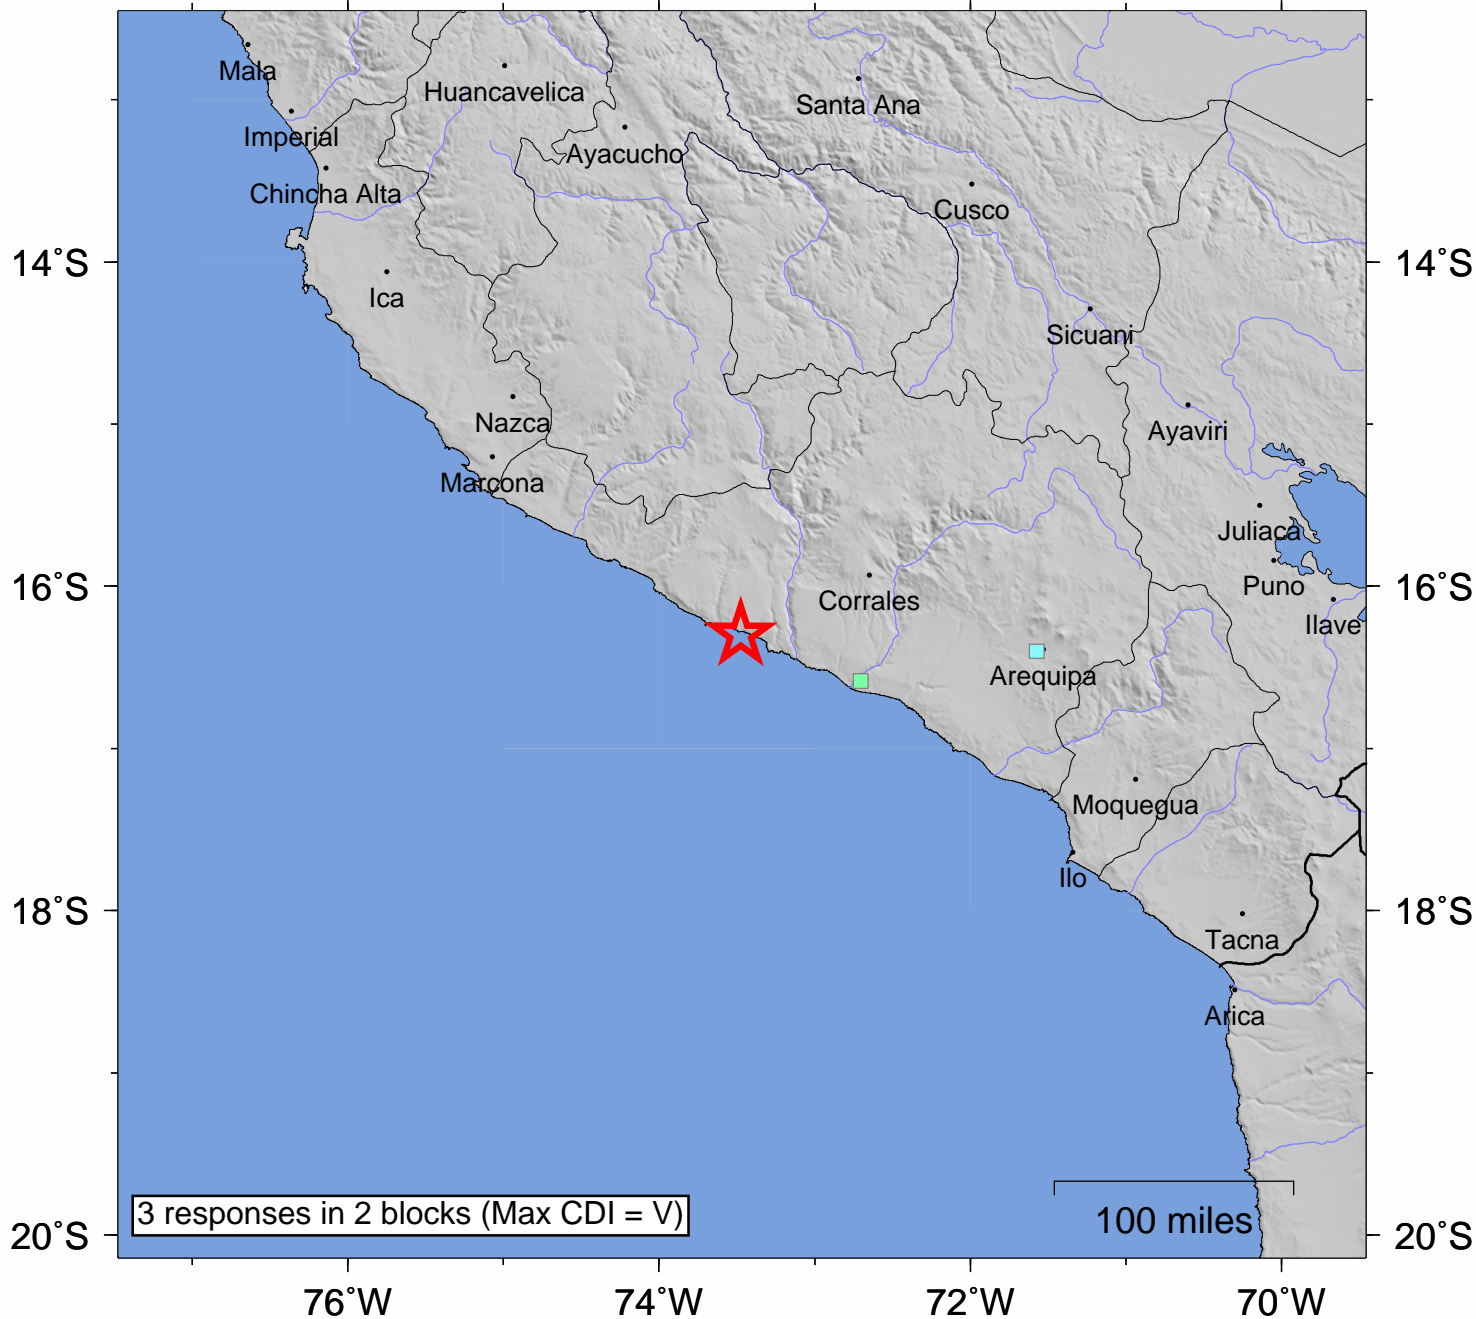 Mala
Huancavelica
Santa Ana
Imperial
Ayacucho
Chincha Alta
Cusco
14˚S
14˚S
Ica
Sicuani
Nazca
Ayaviri
Marcona
Juliaca
16˚S
16˚S
Puno
Corrales
Ilave
Arequipa
Moquegua
Ilo
18˚S
18˚S
Tacna
Arica
3 responses in 2 blocks (Max CDI = V)
100 miles
20˚S
20˚S
76˚W
74˚W
72˚W
70˚W